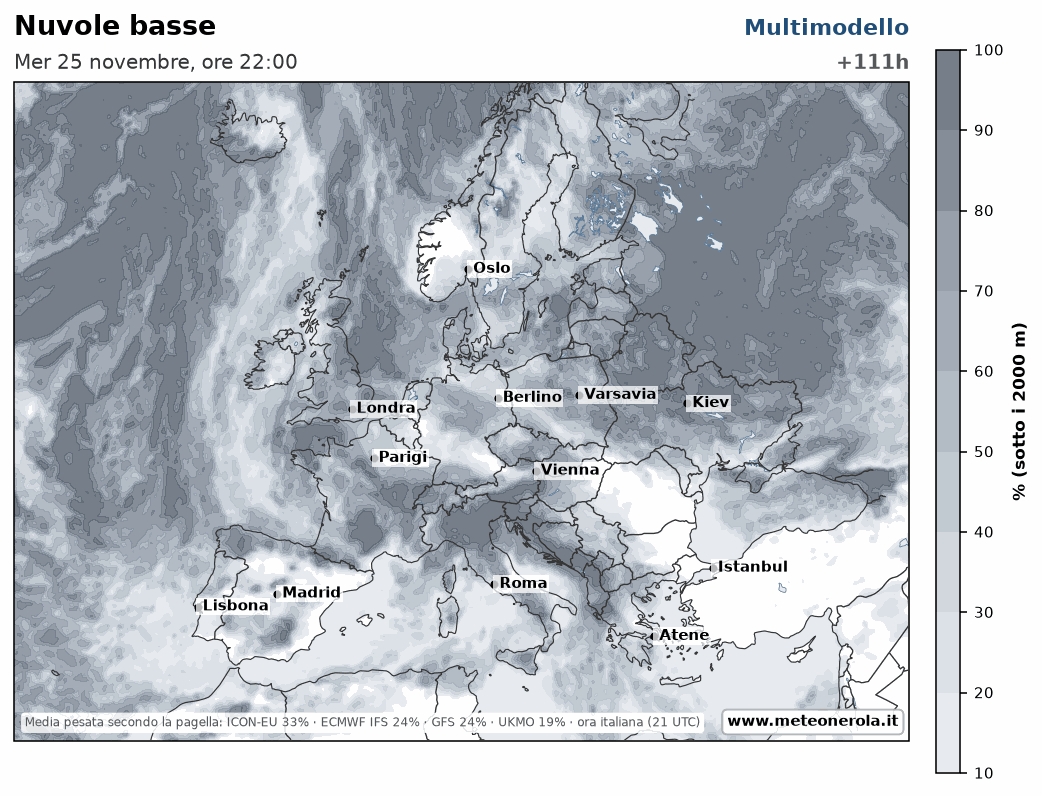 Nuvole basse
Multimodello
Mer 25 novembre, ore 22:00
+111h
100
90
80
70
60
50
40
30
20
10
% (sotto i 2000 m)
Oslo
Londra
Berlino
Varsavia
Kiev
Parigi
Vienna
Istanbul
Roma
Madrid
Lisbona
Atene
Media pesata secondo la pagella: ICON-EU 33% · ECMWF IFS 24% · GFS 24% · UKMO 19% · ora italiana (21 UTC)
www.meteonerola.it